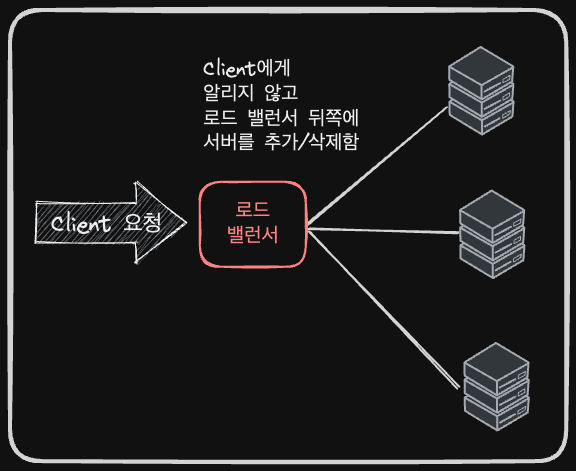 Client에게
알리지 않고
로드 밸런서 뒤쪽에
서버를 추가/삭제함
Client 요청
로드
밸런서